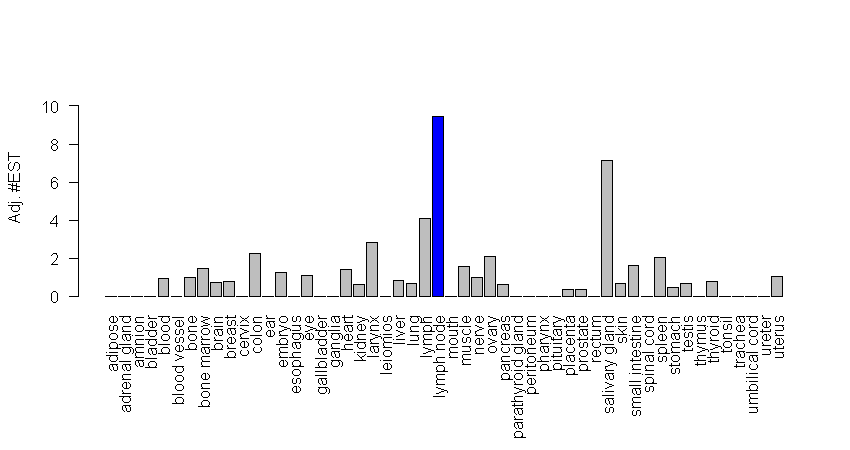 Adj. #EST
10
8
6
4
2
0
adipose
adrenal gland
amnion
bladder
blood
blood vessel
bone
bone marrow
brain
breast
cervix
colon
ear
embryo
esophagus
eye
gallbladder
ganglia
heart
kidney
larynx
leiomios
liver
lung
lymph
lymph node
mouth
muscle
nerve
ovary
pancreas
parathyroid gland
peritoneum
pharynx
pituitary
placenta
prostate
rectum
salivary gland
skin
small intestine
spinal cord
spleen
stomach
testis
thymus
thyroid
tonsil
trachea
umbilical cord
ureter
uterus